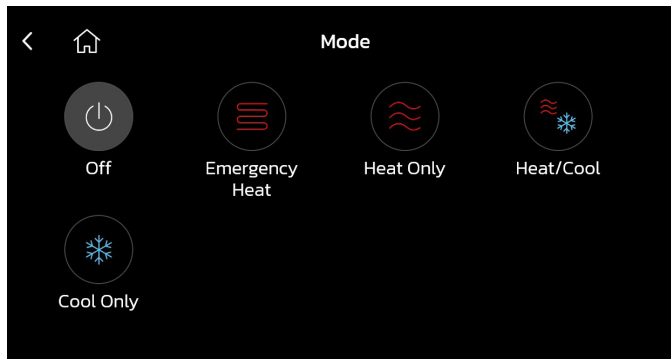 Mode
Off
Emergency
Heat
Heat Only
Heat/Cool
Cool Only